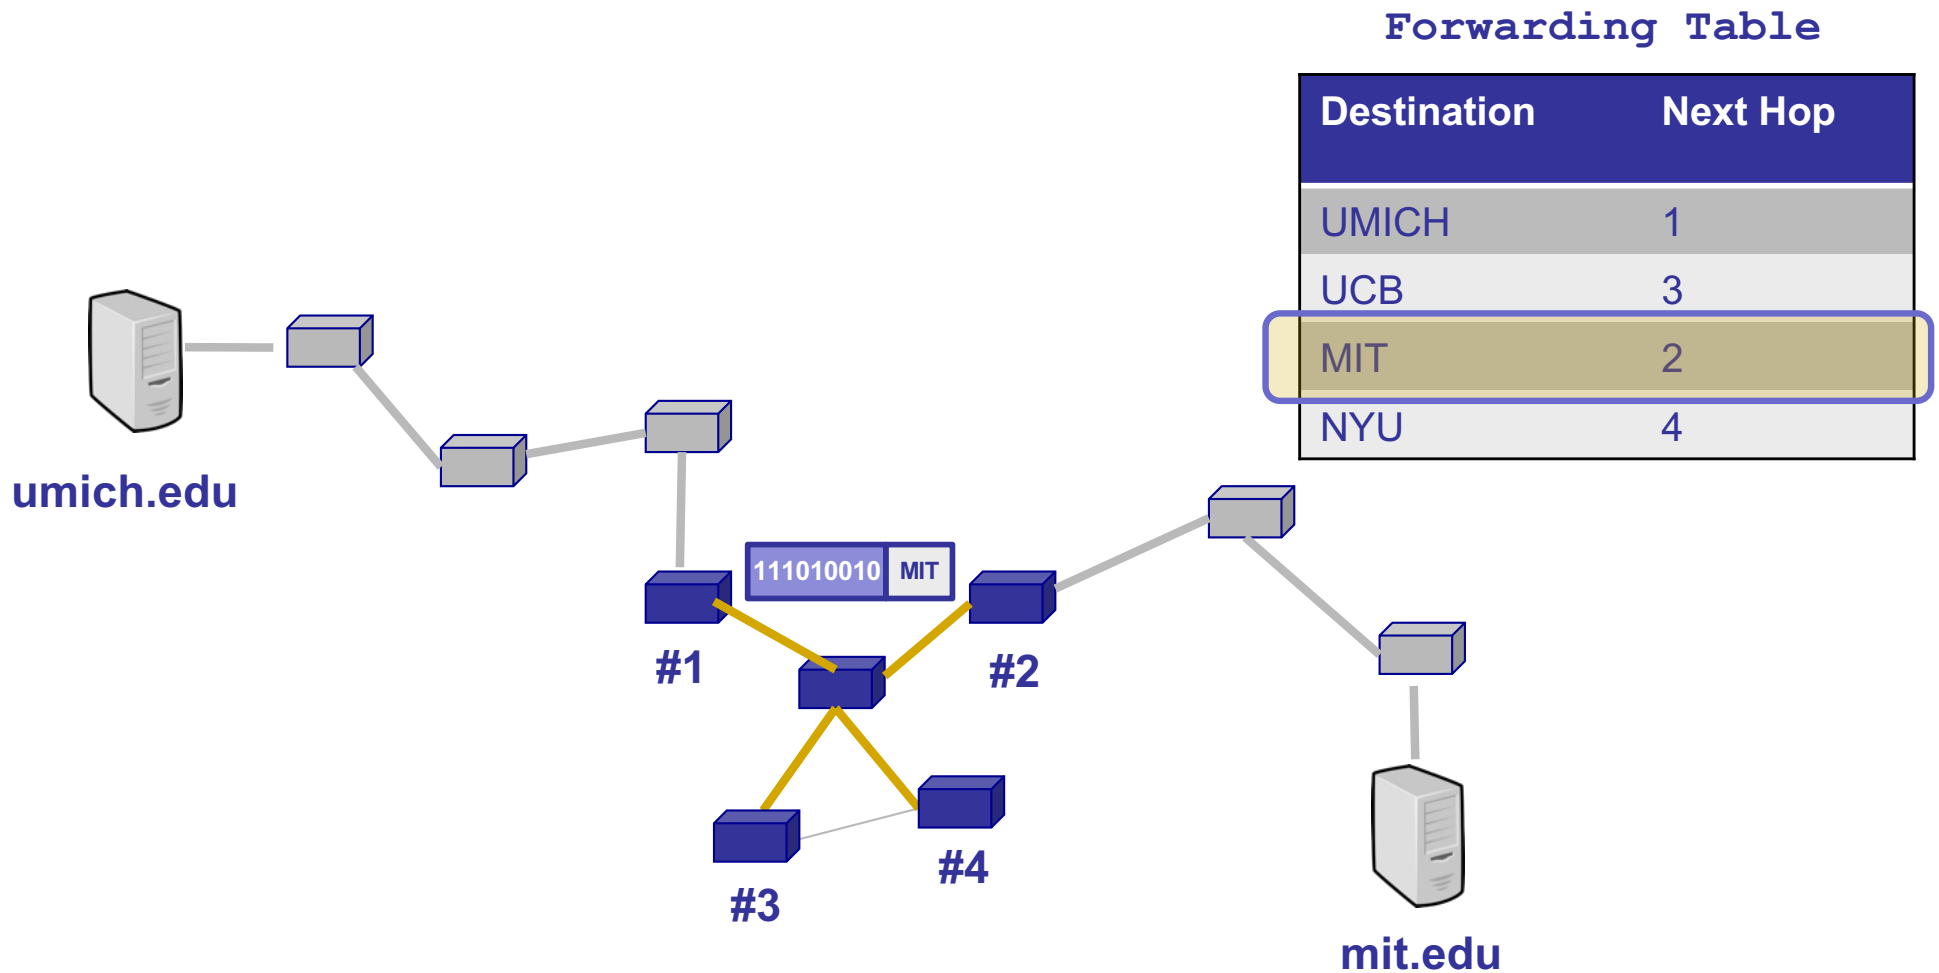 Forwarding Table
Destination Next Hop
UMICH 1
UCB 3
MIT 2
NYU 4
umich.edu
111010010 MIT
#1
#2
#4
#3
mit.edu